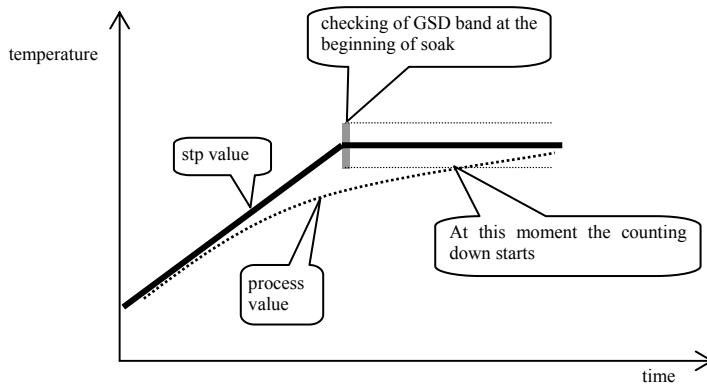 checking of GSD band at the
beginning of soak
temperature
stp value
At this moment the counting
down starts
process
value
time